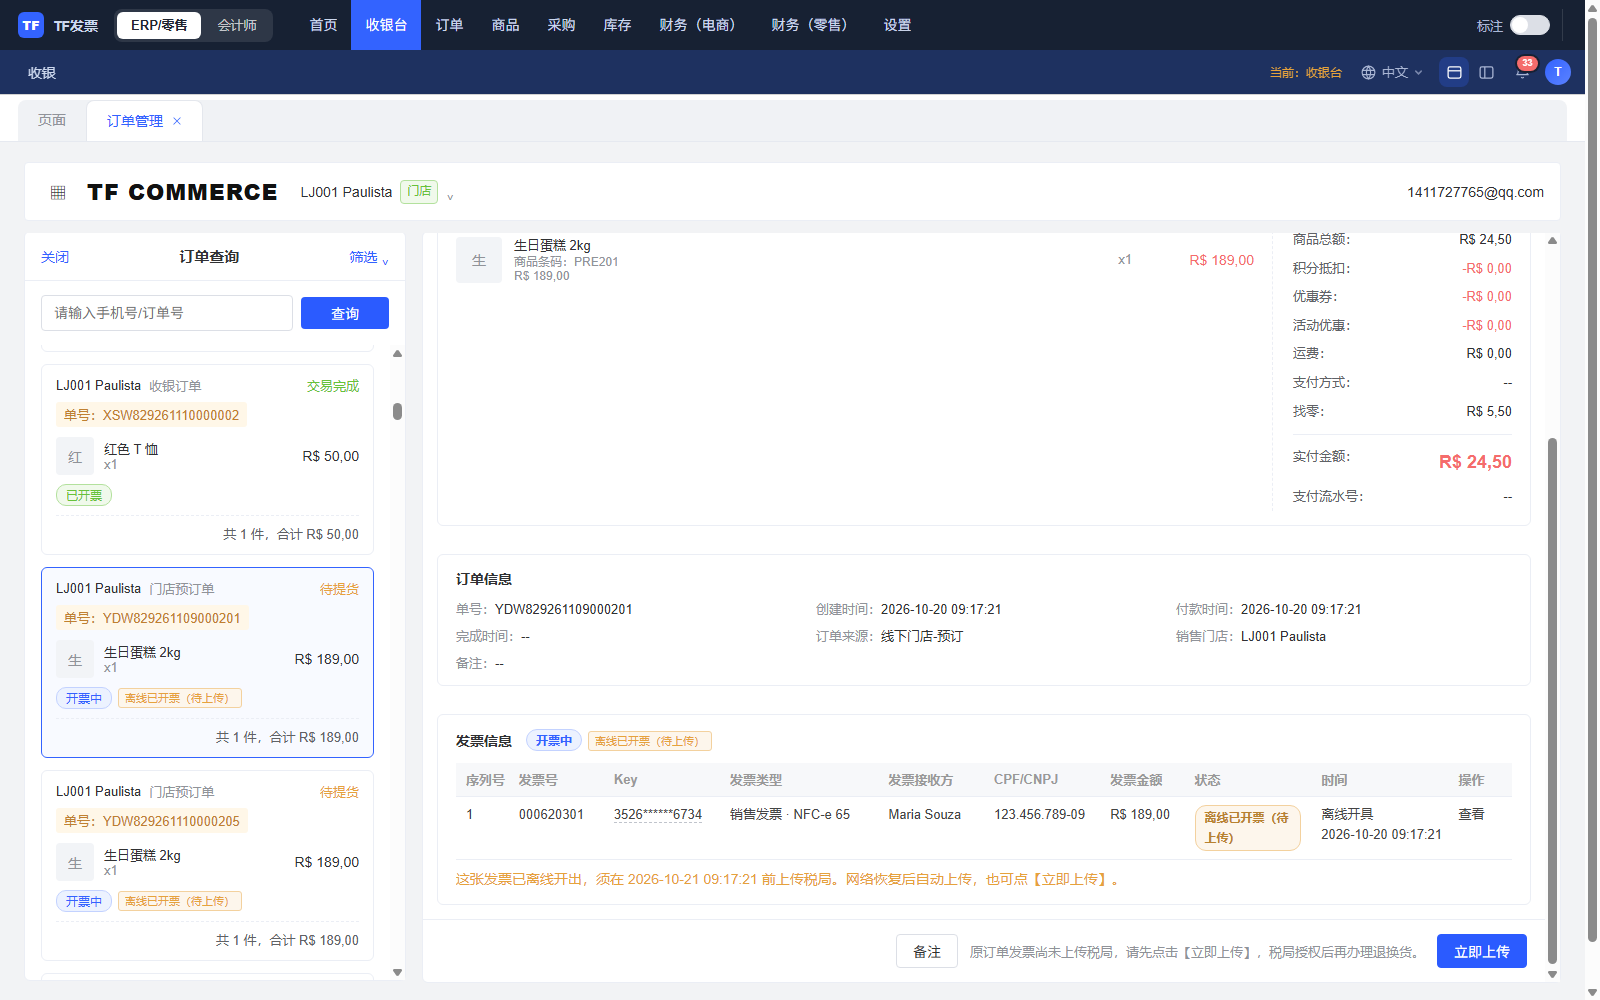 TF TF发票 ERP/零售 会计师 首页 收银台 订单 商品 采购 库存 财务（电商） 财务（零售） 设置 标注
收银 当前：收银台 中文 33 T
页面 订单管理 ×
TF COMMERCE LJ001 Paulista 门店 1411727765@qq.com
关闭 订单查询 筛选
请输入手机号/订单号 查询
LJ001 Paulista 收银订单 交易完成
单号：XSW829261110000002
红 红色 T 恤 R$ 50,00
x1
已开票
共 1 件，合计 R$ 50,00
LJ001 Paulista 门店预订单 待提货
单号：YDW829261109000201
生 生日蛋糕 2kg R$ 189,00
x1
开票中 离线已开票（待上传）
共 1 件，合计 R$ 189,00
LJ001 Paulista 门店预订单 待提货
单号：YDW829261110000205
生 生日蛋糕 2kg R$ 189,00
x1
开票中 离线已开票（待上传）
共 1 件，合计 R$ 189,00
生 生日蛋糕 2kg x1 R$ 189,00
商品条码：PRE201
R$ 189,00
商品总额： R$ 24,50
积分抵扣： -R$ 0,00
优惠券： -R$ 0,00
活动优惠： -R$ 0,00
运费： R$ 0,00
支付方式： --
找零： R$ 5,50
实付金额： R$ 24,50
支付流水号： --
订单信息
单号：YDW829261109000201 创建时间：2026-10-20 09:17:21 付款时间：2026-10-20 09:17:21
完成时间：-- 订单来源：线下门店-预订 销售门店：LJ001 Paulista
备注：--
发票信息 开票中 离线已开票（待上传）
序列号 发票号 Key 发票类型 发票接收方 CPF/CNPJ 发票金额 状态 时间 操作
1 000620301 3526******6734 销售发票 · NFC-e 65 Maria Souza 123.456.789-09 R$ 189,00 离线已开票（待上传） 离线开具 2026-10-20 09:17:21 查看
这张发票已离线开出，须在 2026-10-21 09:17:21 前上传税局。网络恢复后自动上传，也可点【立即上传】。
备注 原订单发票尚未上传税局，请先点击【立即上传】，税局授权后再办理退换货。 立即上传